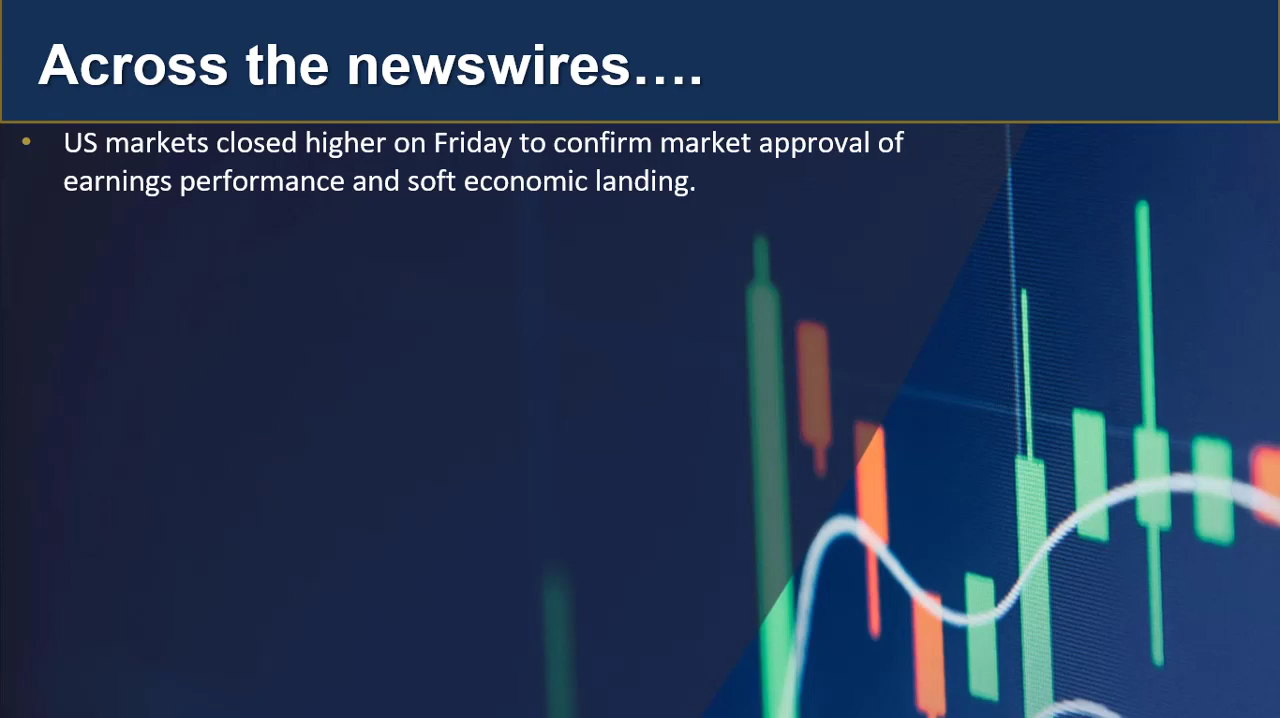 Across the newswires….
• US markets closed higher on Friday to confirm market approval of
earnings performance and soft economic landing.